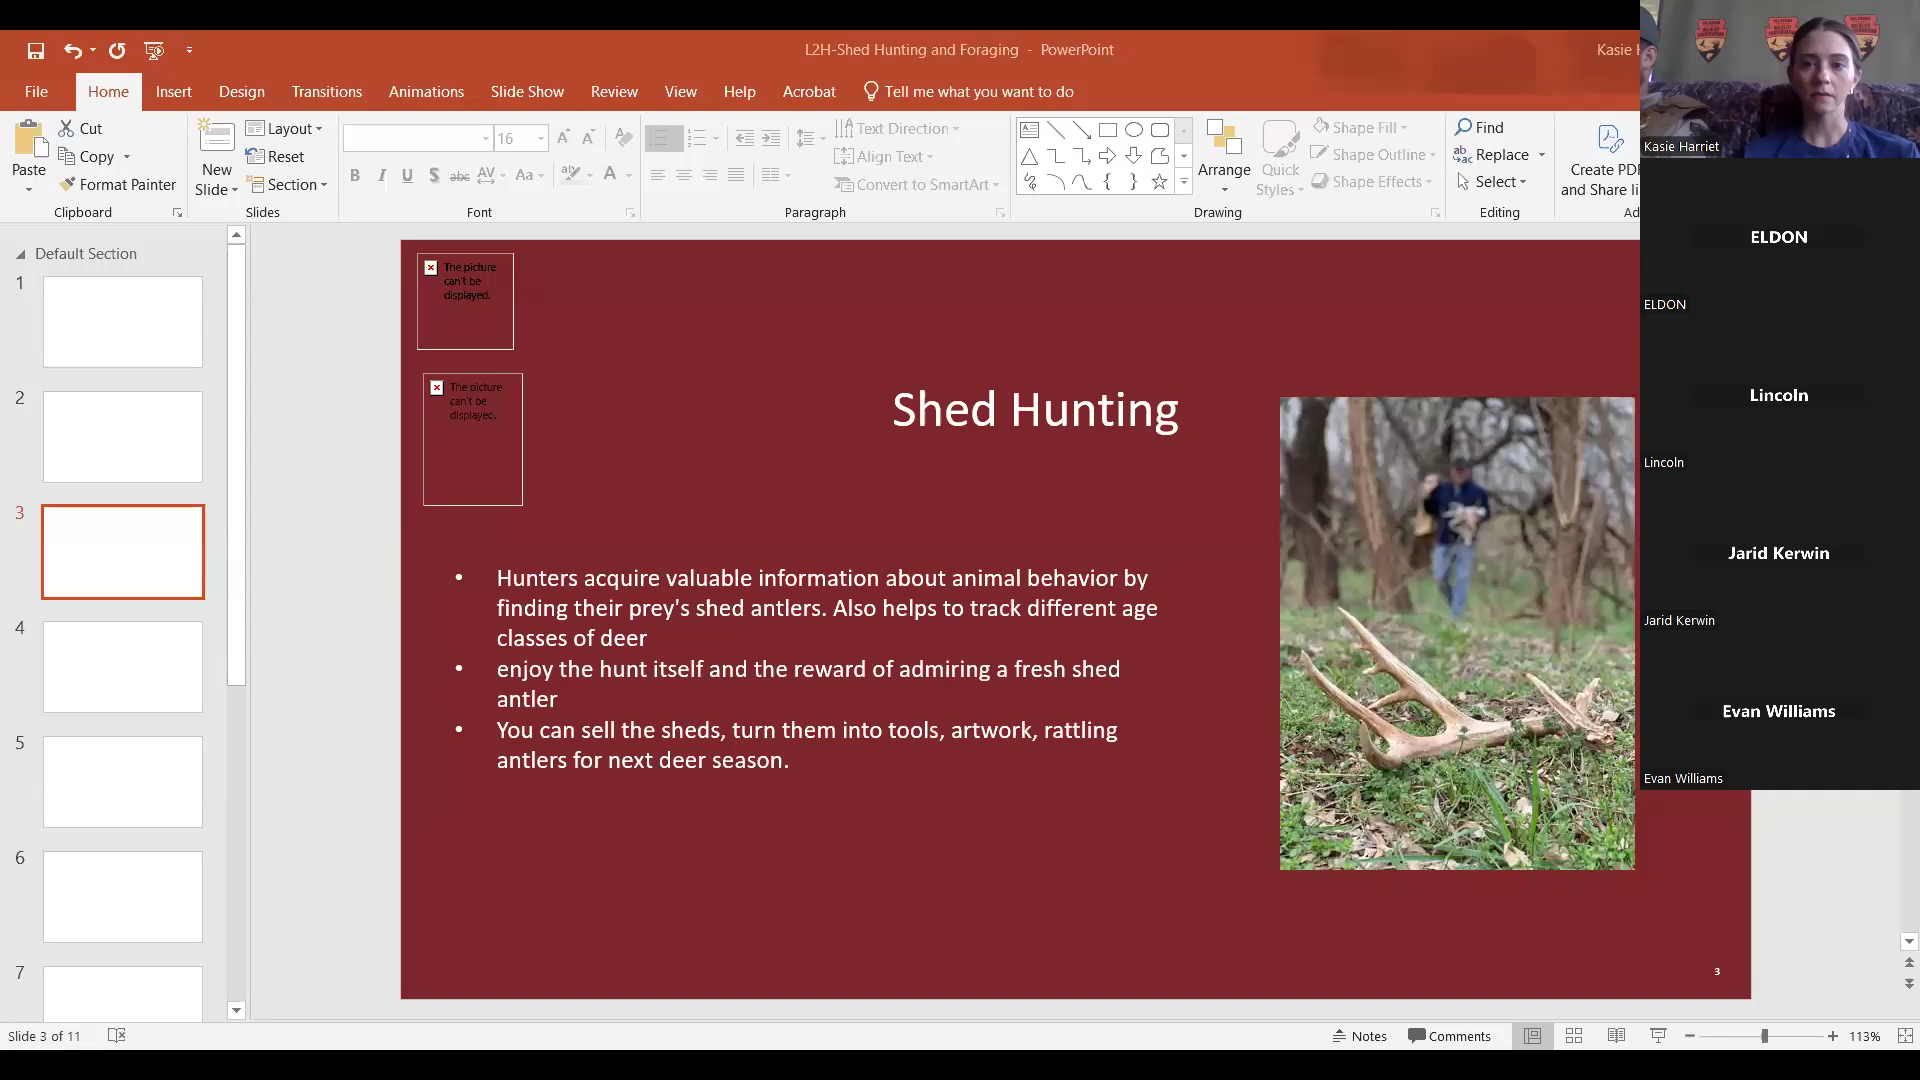 L2H-Shed Hunting and Foraging - PowerPoint
Kasie H
File Home Insert Design Transitions Animations Slide Show Review View Help Acrobat Tell me what you want to do
Paste
Cut
Copy
Format Painter
Clipboard
New
Slide
Layout
Reset
Section
Slides
16
B I U S abc AV Aa A
Font
Text Direction
Align Text
Convert to SmartArt
Paragraph
Arrange
Quick
Styles
Shape Fill
Shape Outline
Shape Effects
Drawing
Find
Replace
Select
Editing
Create PDF
and Share li
Ad
Kasie Harriet
ELDON
ELDON
Lincoln
Lincoln
Jarid Kerwin
Jarid Kerwin
Evan Williams
Evan Williams
Default Section
1
2
3
4
5
6
7
The picture
can't be
displayed.
The picture
can't be
displayed.
Shed Hunting
• Hunters acquire valuable information about animal behavior by
finding their prey's shed antlers. Also helps to track different age
classes of deer
• enjoy the hunt itself and the reward of admiring a fresh shed
antler
• You can sell the sheds, turn them into tools, artwork, rattling
antlers for next deer season.
3
Slide 3 of 11
Notes Comments 113%